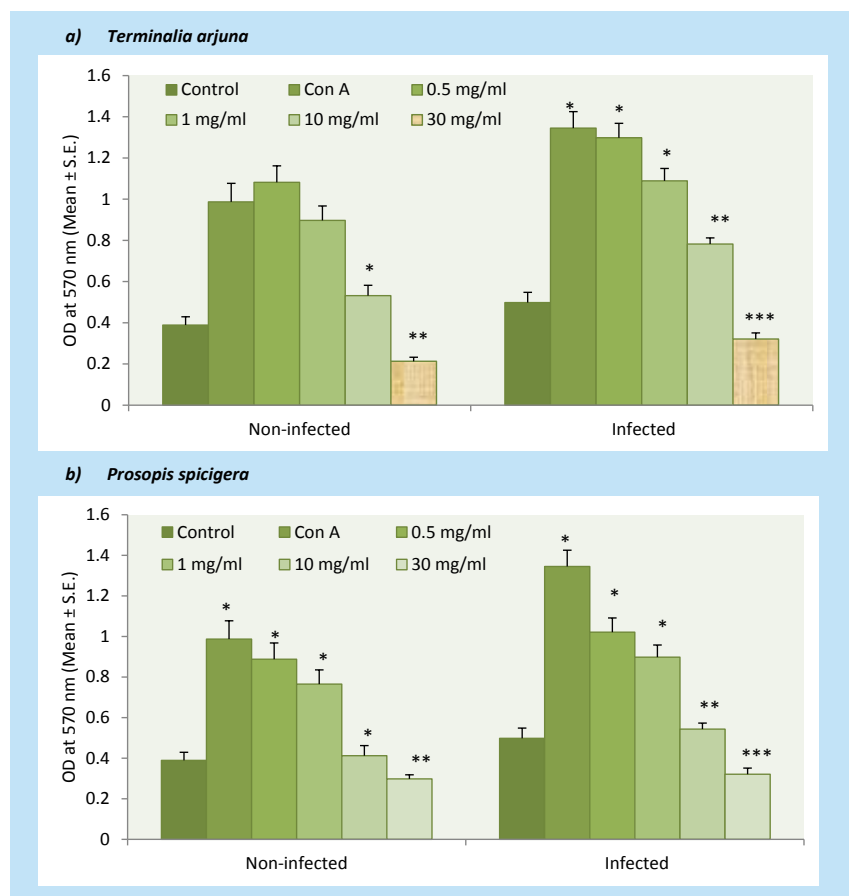 a) Terminalia arjuna
OD at 570 nm (Mean ± S.E.)
1.6
1.4
1.2
1
0.8
0.6
0.4
0.2
0
Control Con A 0.5 mg/ml
1 mg/ml 10 mg/ml 30 mg/ml
* ** * * * ** ***
Non-infected Infected
b) Prosopis spicigera
OD at 570 nm (Mean ± S.E.)
1.6
1.4
1.2
1
0.8
0.6
0.4
0.2
0
Control Con A 0.5 mg/ml
1 mg/ml 10 mg/ml 30 mg/ml
* * * * ** * * * ** ***
Non-infected Infected